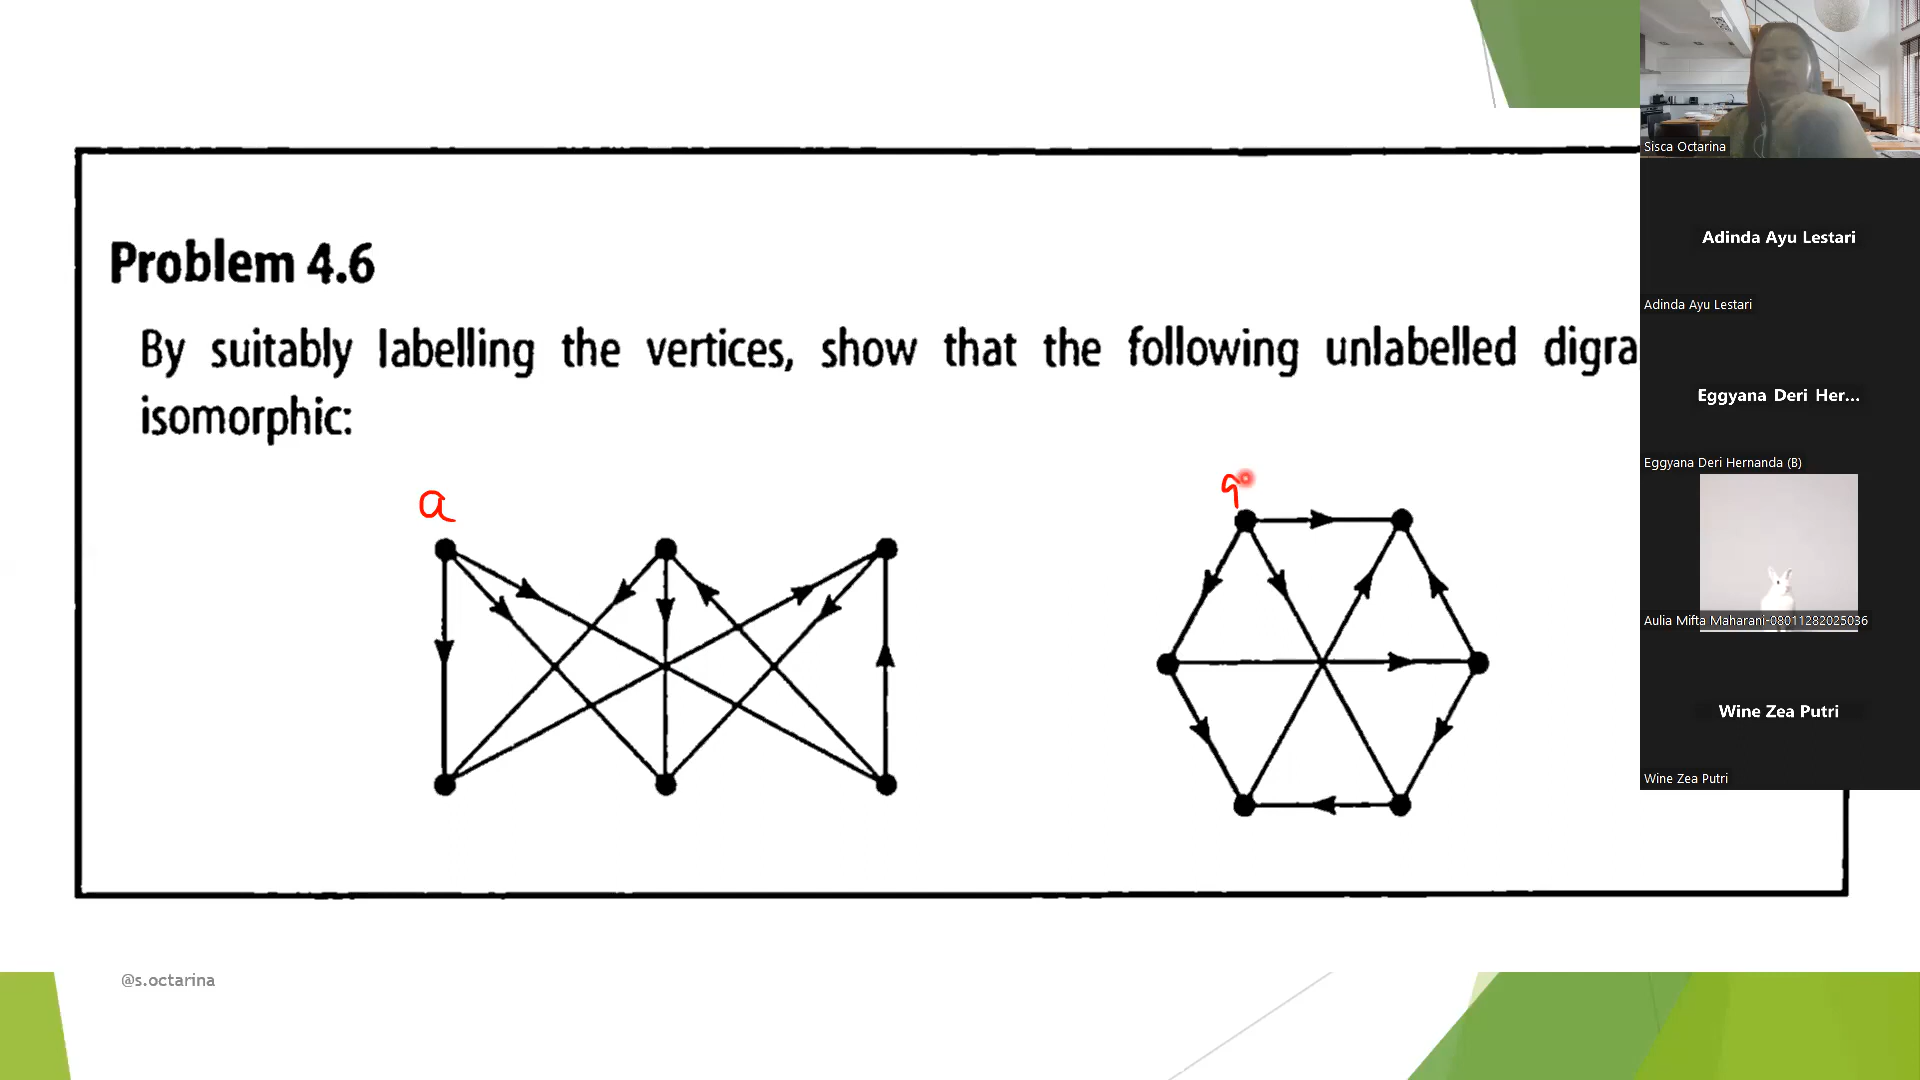 Sisca Octarina
Adinda Ayu Lestari
Adinda Ayu Lestari
Problem 4.6
By suitably labelling the vertices, show that the following unlabelled digra
isomorphic:
Eggyana Deri Her...
Eggyana Deri Hernanda (B)
a
Aulia Mifta Maharani-08011282025036
Wine Zea Putri
Wine Zea Putri
@s.octarina